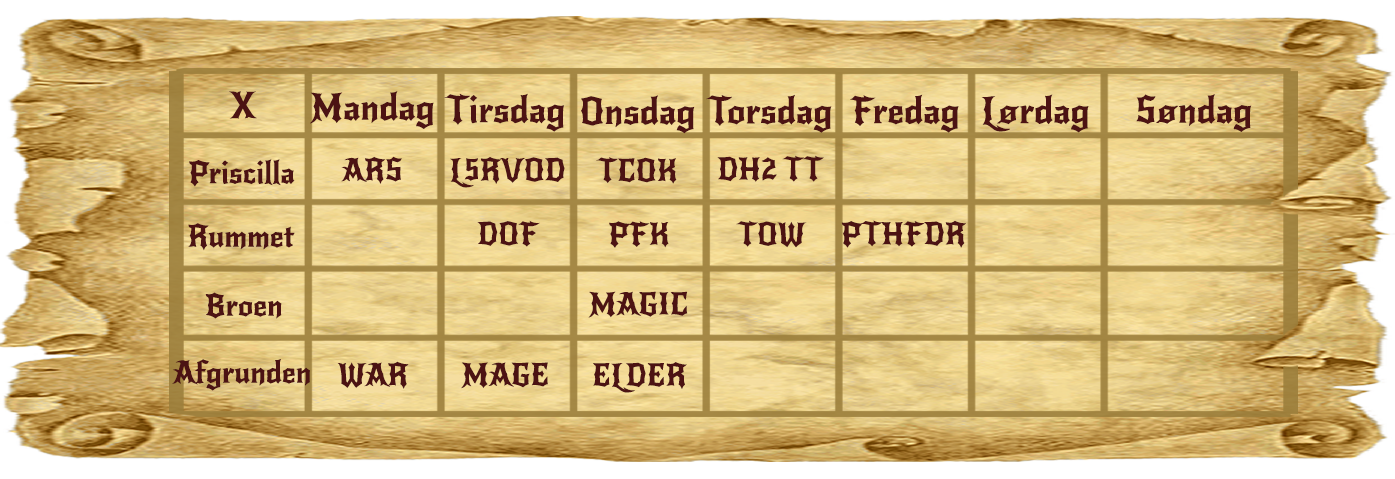 X Mandag Tirsdag Onsdag Torsdag Fredag Lørdag Søndag
Priscilla ARS LSRVOD TCOK DH2 TT
Rummet DOF PFK TOW PTHFDR
Broen MAGIC
Afgrunden WAR MAGE ELDER